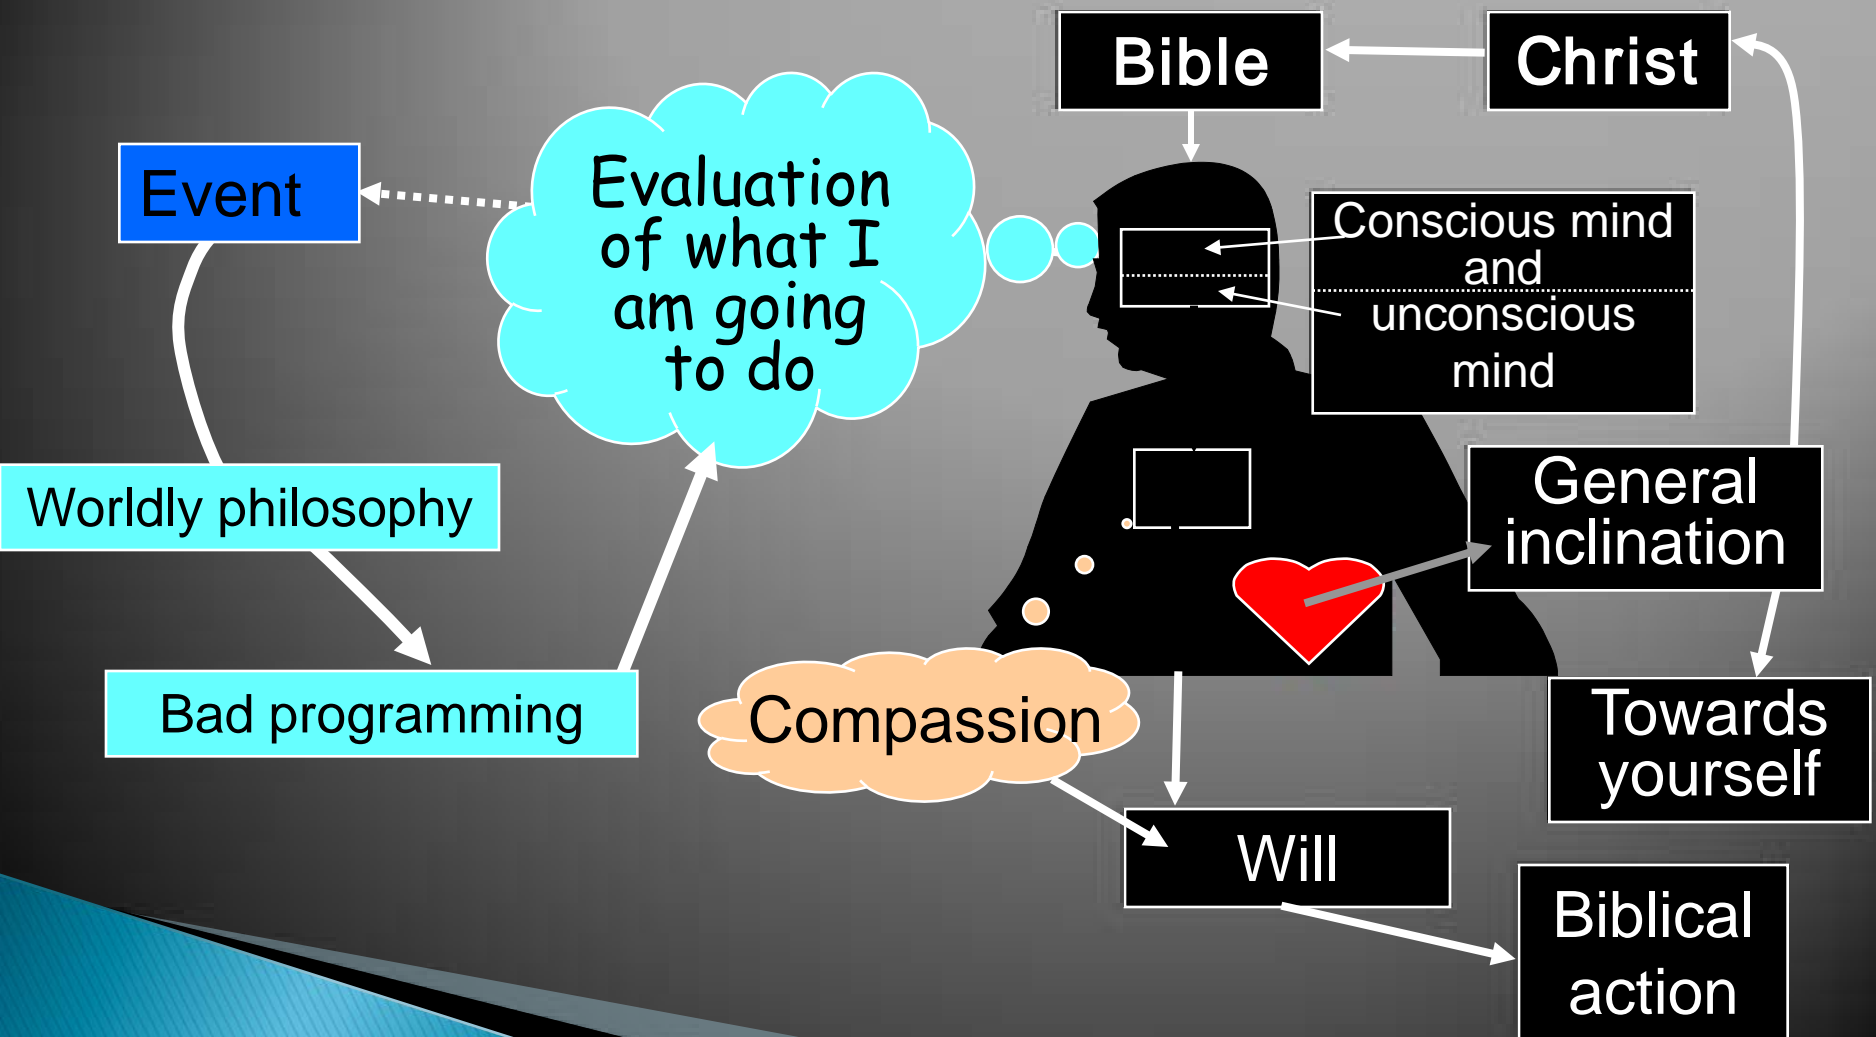 Bible
Christ
Event
Evaluation
of what I
am going
to do
Conscious mind
and
unconscious
mind
Worldly philosophy
General
inclination
Bad programming
Compassion
Towards
yourself
Will
Biblical
action